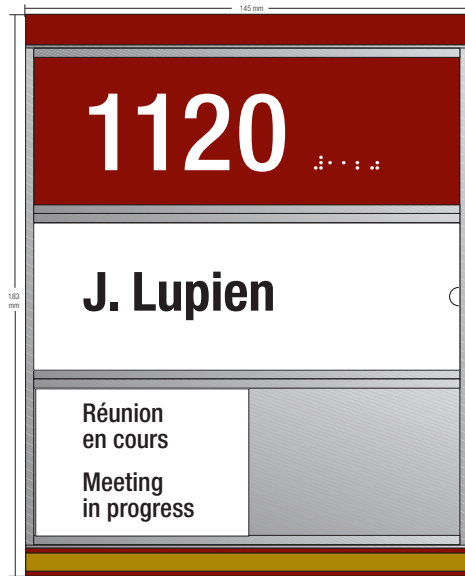 145 mm
1120 ⠼⠁⠁⠃⠚
183
mm
J. Lupien
Réunion
en cours
Meeting
in progress